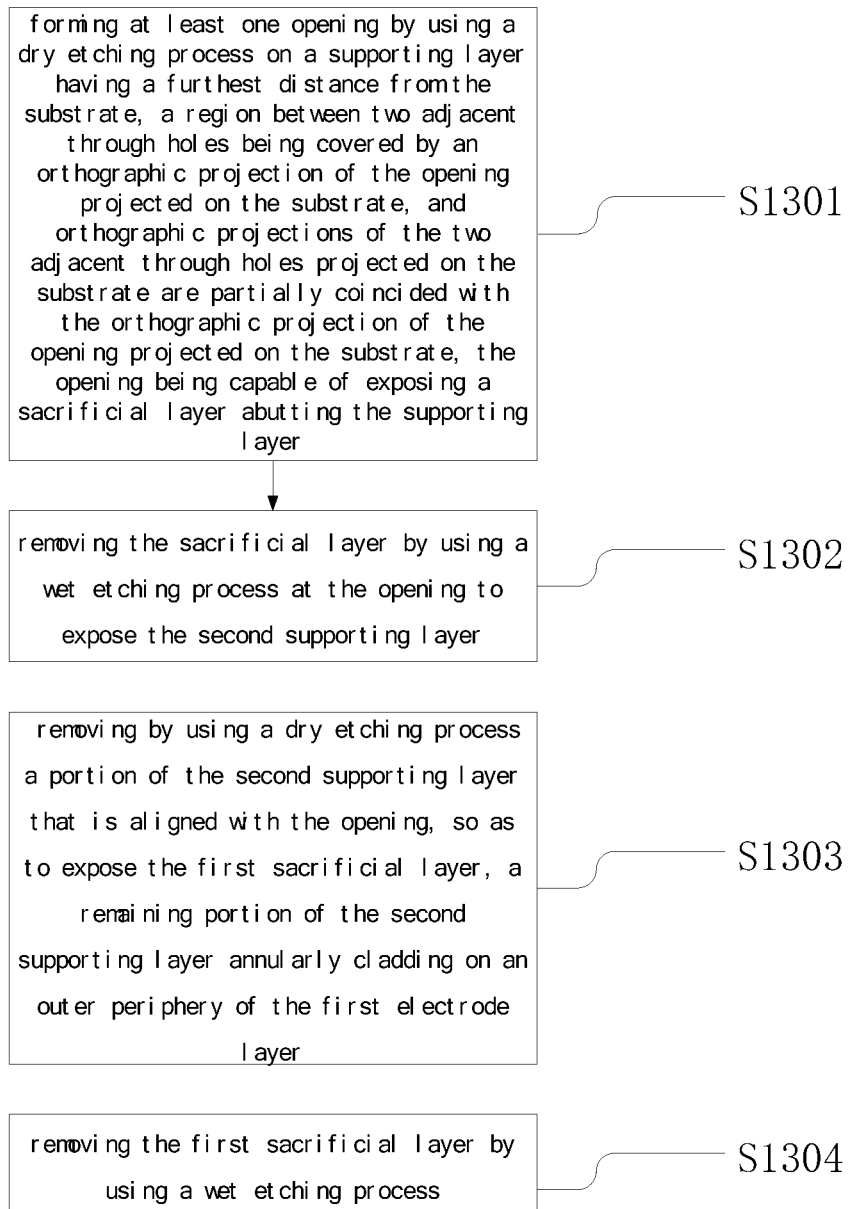 forming at least one opening by using a
dry etching process on a supporting layer
having a furthest distance from the
substrate, a region between two adjacent
through holes being covered by an
orthographic projection of the opening
projected on the substrate, and
orthographic projections of the two
adjacent through holes projected on the
substrate are partially coincided with
the orthographic projection of the
opening projected on the substrate, the
opening being capable of exposing a
sacrificial layer abutting the supporting
layer
S1301
removing the sacrificial layer by using a
wet etching process at the opening to
expose the second supporting layer
S1302
removing by using a dry etching process
a portion of the second supporting layer
that is aligned with the opening, so as
to expose the first sacrificial layer, a
remaining portion of the second
supporting layer annularly cladding on an
outer periphery of the first electrode
layer
S1303
removing the first sacrificial layer by
using a wet etching process
S1304